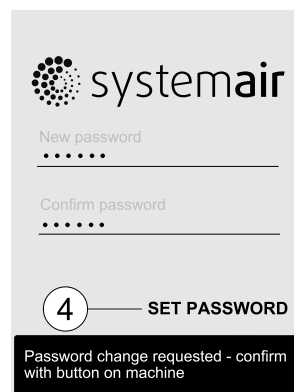 systemair
New password
••••••
Confirm password
••••••
4 SET PASSWORD
Password change requested - confirm
with button on machine